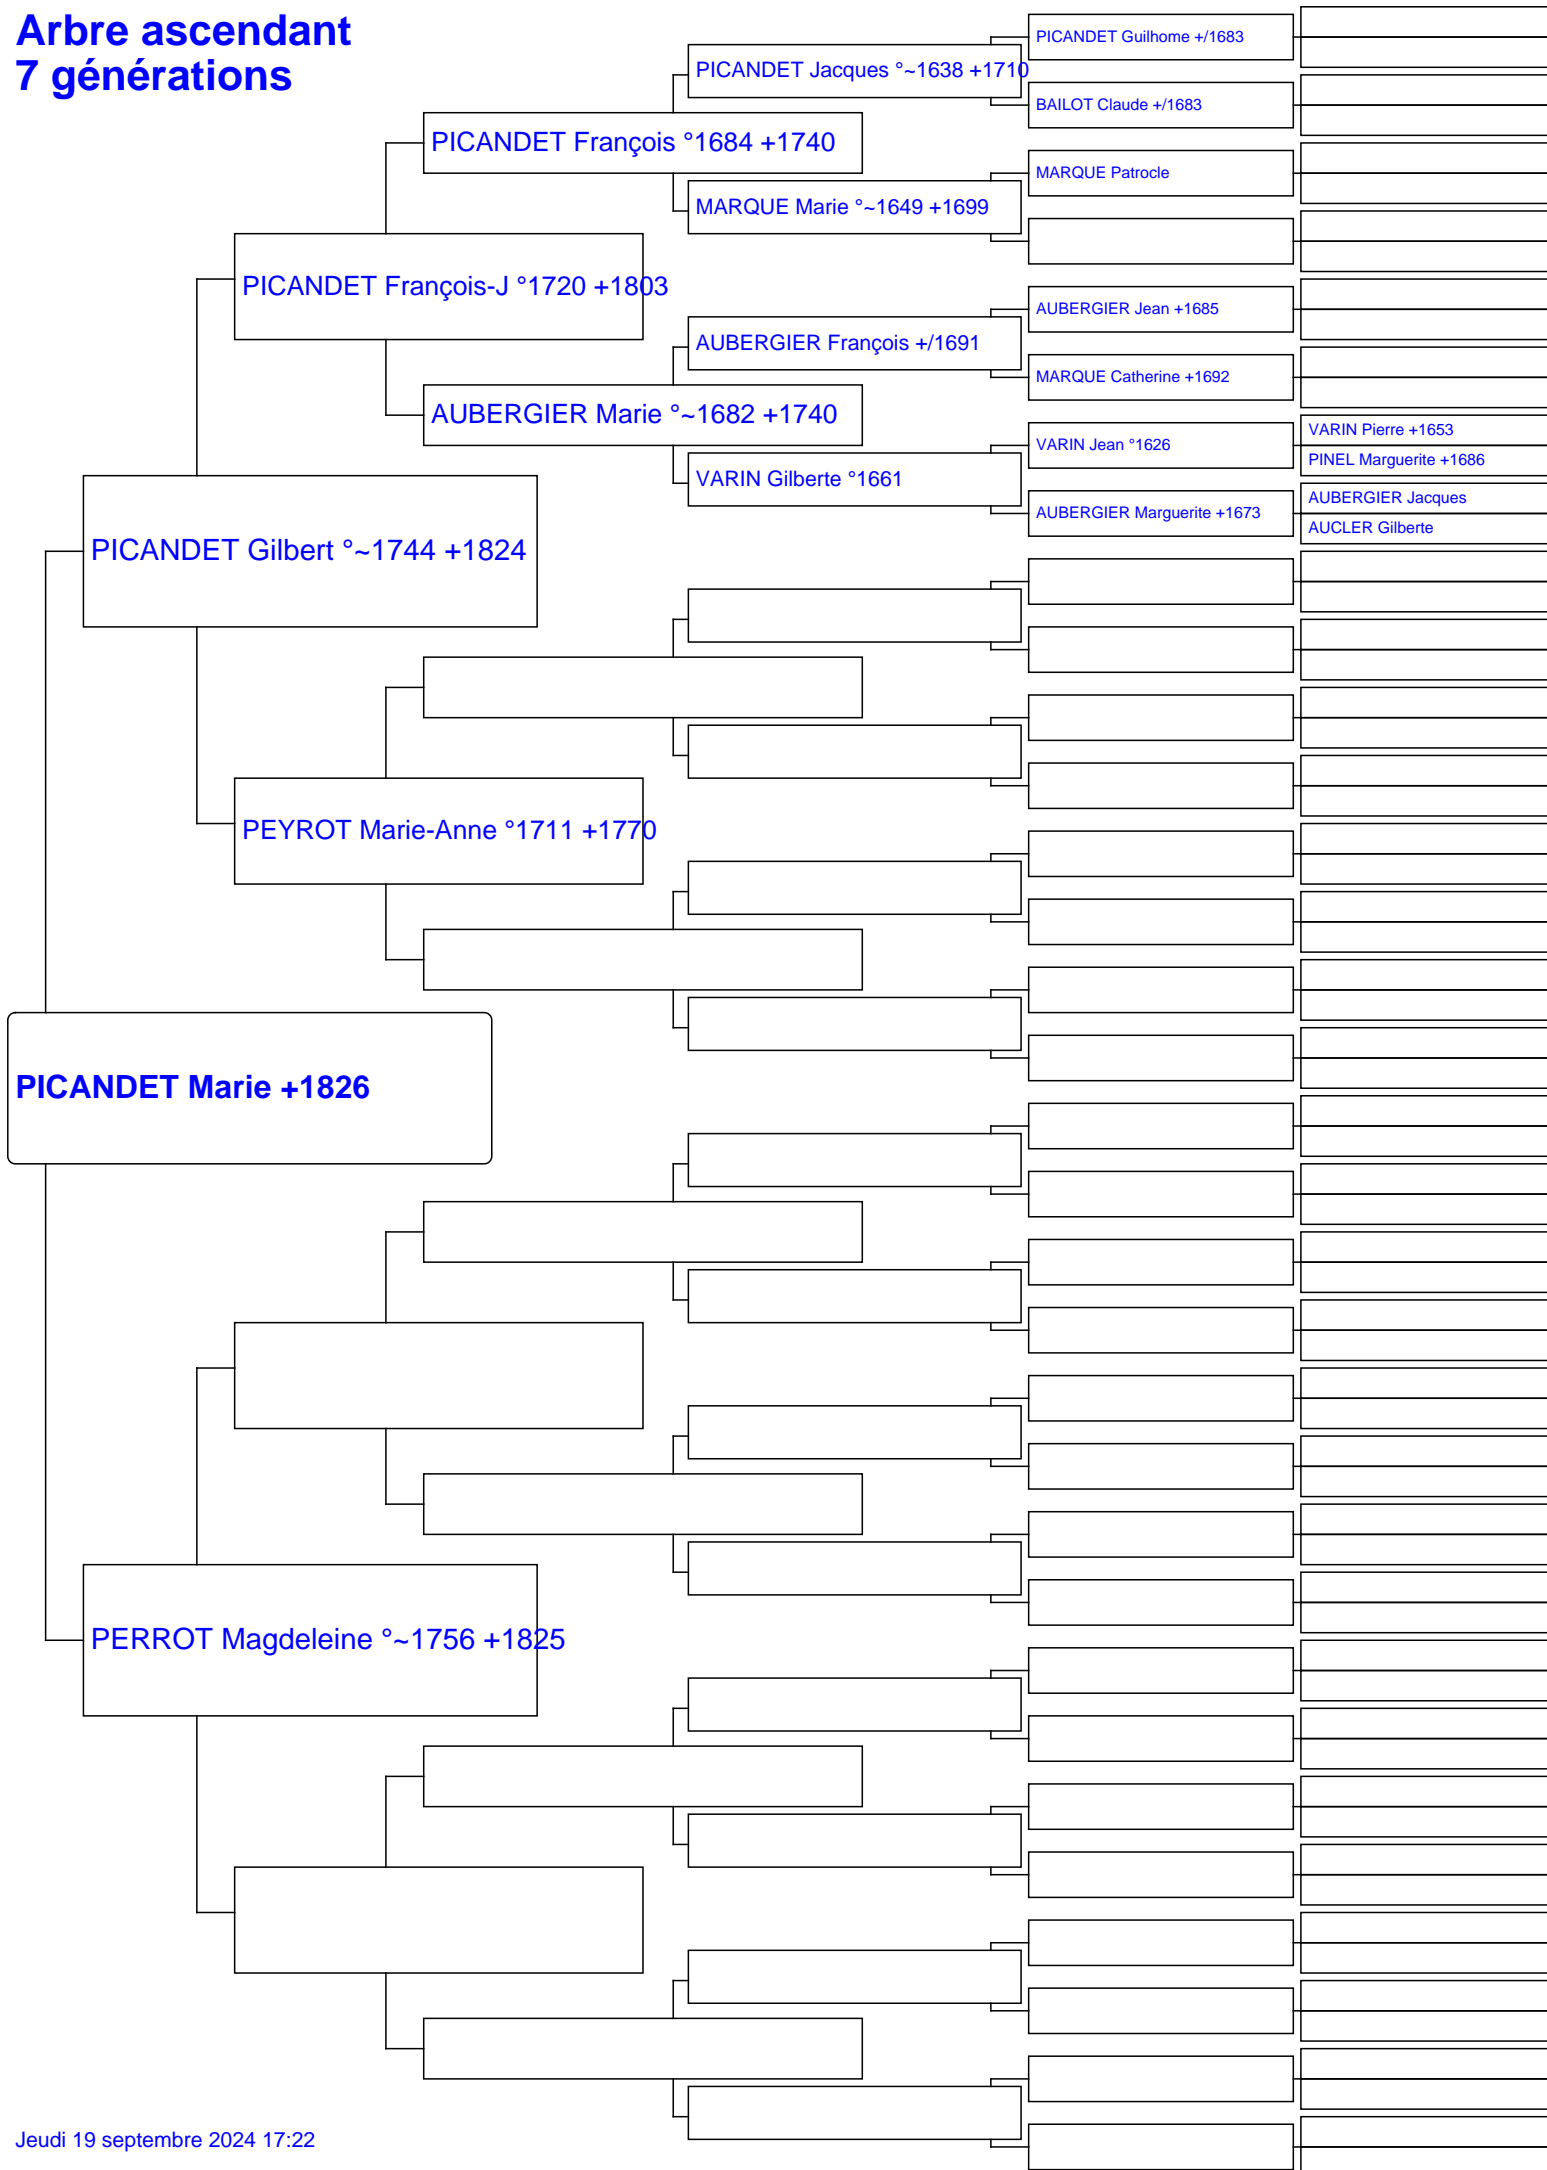 Arbre ascendant
7 générations
PICANDET Guilhome +/1683
PICANDET Jacques °~1638 +1710
BAILOT Claude +/1683
PICANDET François °1684 +1740
MARQUE Patrocle
MARQUE Marie °~1649 +1699
PICANDET François-J °1720 +1803
AUBERGIER Jean +1685
AUBERGIER François +/1691
MARQUE Catherine +1692
AUBERGIER Marie °~1682 +1740
VARIN Pierre +1653
VARIN Jean °1626
PINEL Marguerite +1686
VARIN Gilberte °1661
AUBERGIER Jacques
AUBERGIER Marguerite +1673
AUCLER Gilberte
PICANDET Gilbert °~1744 +1824
PEYROT Marie-Anne °1711 +1770
PICANDET Marie +1826
PERROT Magdeleine °~1756 +1825
Jeudi 19 septembre 2024 17:22